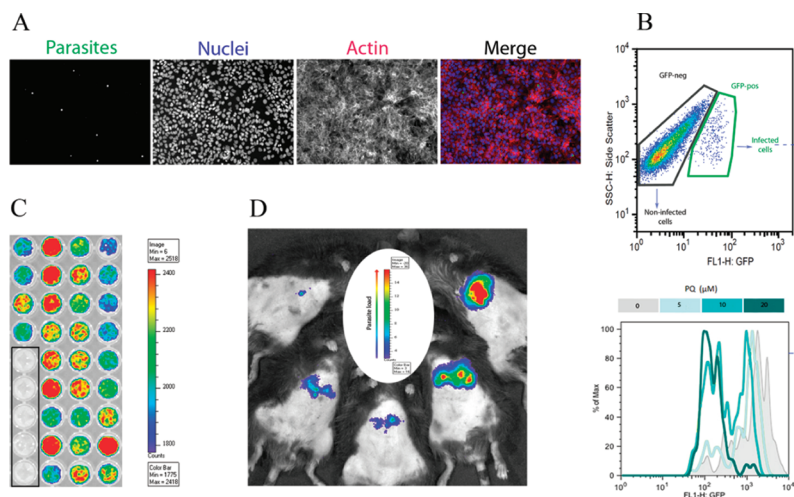 A
Parasites Nuclei Actin Merge
B
10⁴
10³
10²
10¹
SSC-H: Side Scatter
GFP-neg
GFP-pos
Infected
cells
Non-infected
cells
10⁰ 10¹ 10² 10³ 10⁴
FL1-H: GFP
C
Image
Min = 6
Max = 2518
2400
2200
2000
1800
Counts
Color Bar
Min = 1775
Max = 2418
D
Parasite load
Image
Color Bar
PQ (μM)
0 5 10 20
100
80
60
40
20
0
% of Max
10⁰ 10¹ 10² 10³ 10⁴
FL1-H: GFP